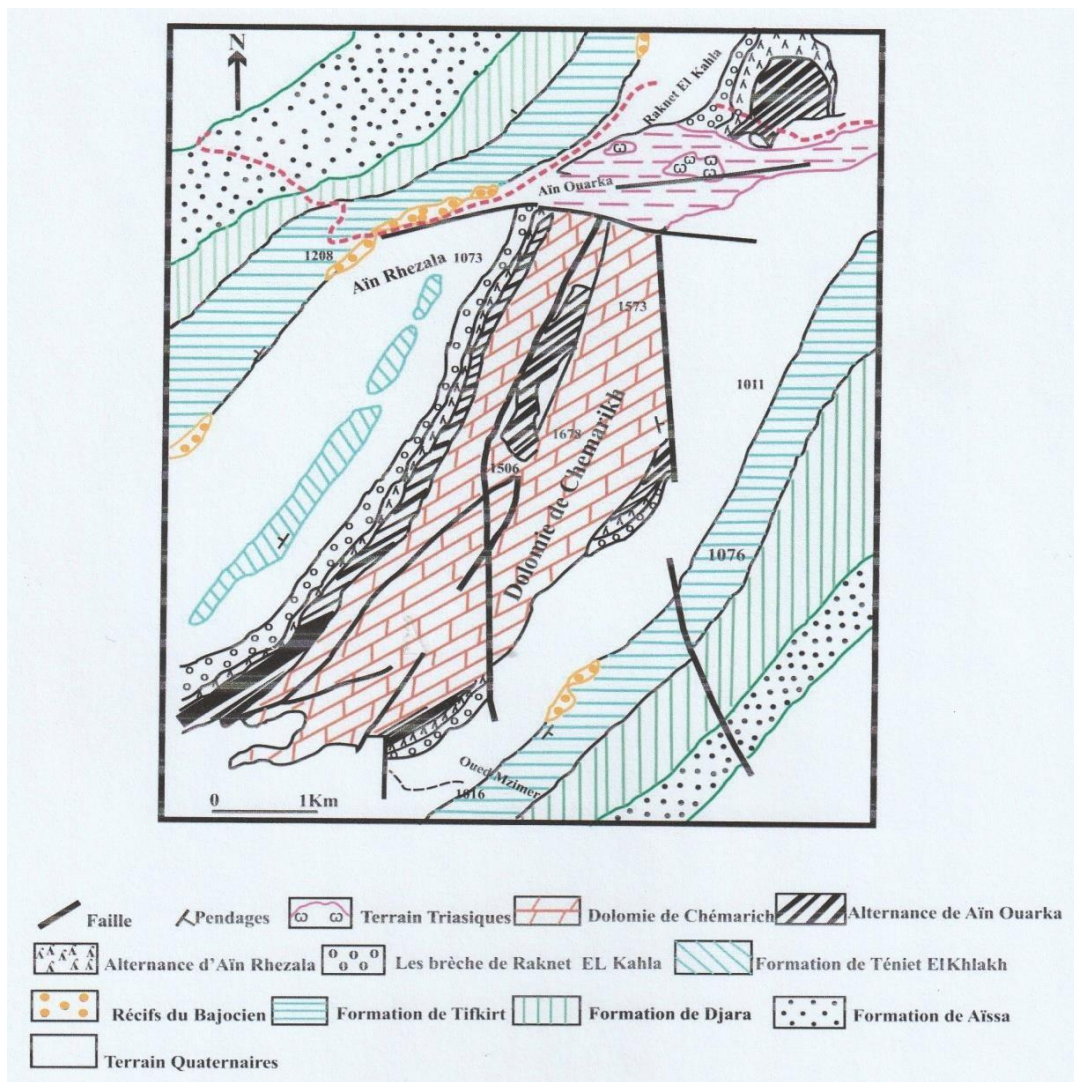 N
Raknet El Kahla
ω
ω ω
ω ω
Aïn Ouarka
1208
Aïn Rhezala
1073
1573
1011
1678
1506
Dolomie de Chemarikh
1076
Oued Mzimer
1016
0 1Km
Faille
Pendages
ω ω
Terrain Triasiques
Dolomie de Chémarich
Alternance de Aïn Ouarka
Alternance d'Aïn Rhezala
Les brèche de Raknet EL Kahla
Formation de Téniet ElKhlakh
Récifs du Bajocien
Formation de Tifkirt
Formation de Djara
Formation de Aïssa
Terrain Quaternaires